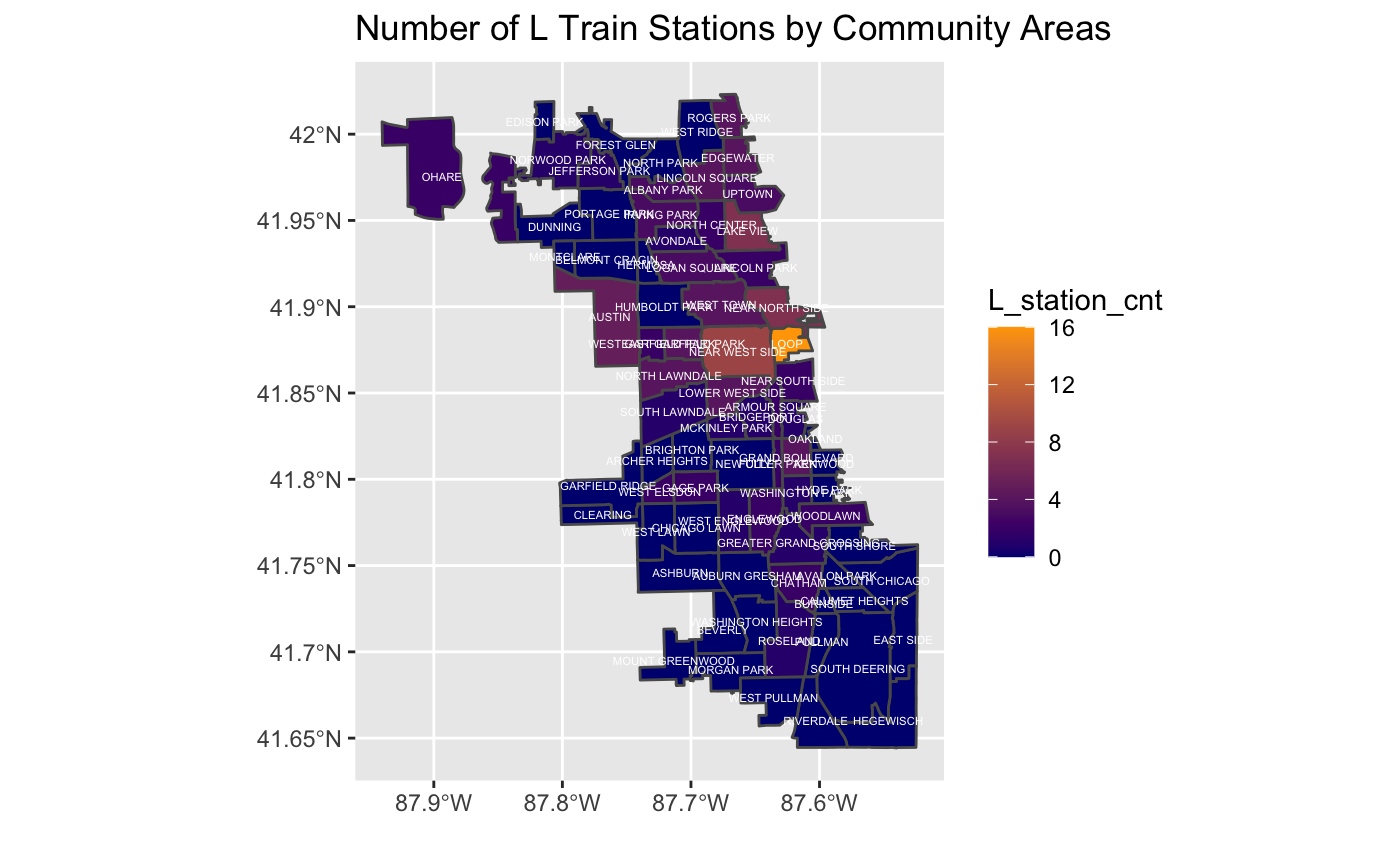 Number of L Train Stations by Community Areas
42°N
41.95°N
41.9°N
41.85°N
41.8°N
41.75°N
41.7°N
41.65°N
87.9°W
87.8°W
87.7°W
87.6°W
L_station_cnt
16
12
8
4
0
ROGERS PARK
EDISON PARK
WEST RIDGE
FOREST GLEN
EDGEWATER
NORWOOD PARK
NORTH PARK
JEFFERSON PARK
OHARE
LINCOLN SQUARE
ALBANY PARK
UPTOWN
PORTAGE PARK
IRVING PARK
DUNNING
NORTH CENTER
LAKE VIEW
AVONDALE
MONTCLARE
BELMONT CRAGIN
HERMOSA
LOGAN SQUARE
LINCOLN PARK
HUMBOLDT PARK
WEST TOWN
NEAR NORTH SIDE
AUSTIN
WEST GARFIELD PARK
EAST GARFIELD PARK
LOOP
NEAR WEST SIDE
NORTH LAWNDALE
NEAR SOUTH SIDE
LOWER WEST SIDE
SOUTH LAWNDALE
ARMOUR SQUARE
BRIDGEPORT
DOUGLAS
MCKINLEY PARK
OAKLAND
BRIGHTON PARK
ARCHER HEIGHTS
GRAND BOULEVARD
NEW CITY
FULLER PARK
KENWOOD
GARFIELD RIDGE
GAGE PARK
WEST ELSDON
WASHINGTON PARK
HYDE PARK
CLEARING
WEST ENGLEWOOD
ENGLEWOOD
WOODLAWN
WEST LAWN
CHICAGO LAWN
GREATER GRAND CROSSING
SOUTH SHORE
ASHBURN
AUBURN GRESHAM
AVALON PARK
CHATHAM
SOUTH CHICAGO
BURNSIDE
CALUMET HEIGHTS
WASHINGTON HEIGHTS
BEVERLY
ROSELAND
PULLMAN
EAST SIDE
MOUNT GREENWOOD
MORGAN PARK
SOUTH DEERING
WEST PULLMAN
RIVERDALE
HEGEWISCH